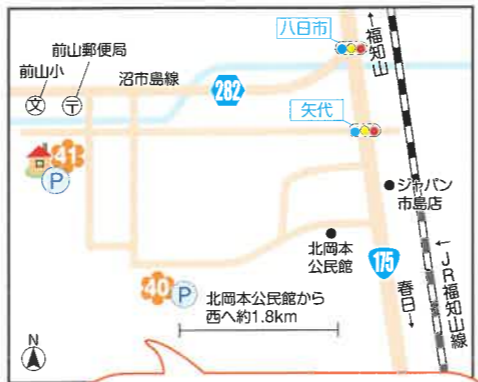 八日市
←福知山
前山郵便局
前山小
沼市島線
文
〒
282
矢代
41
P
ジャパン
市島店
北岡本
公民館
175
←JR福知山線
春日→
40
P
北岡本公民館から
西へ約1.8km
N